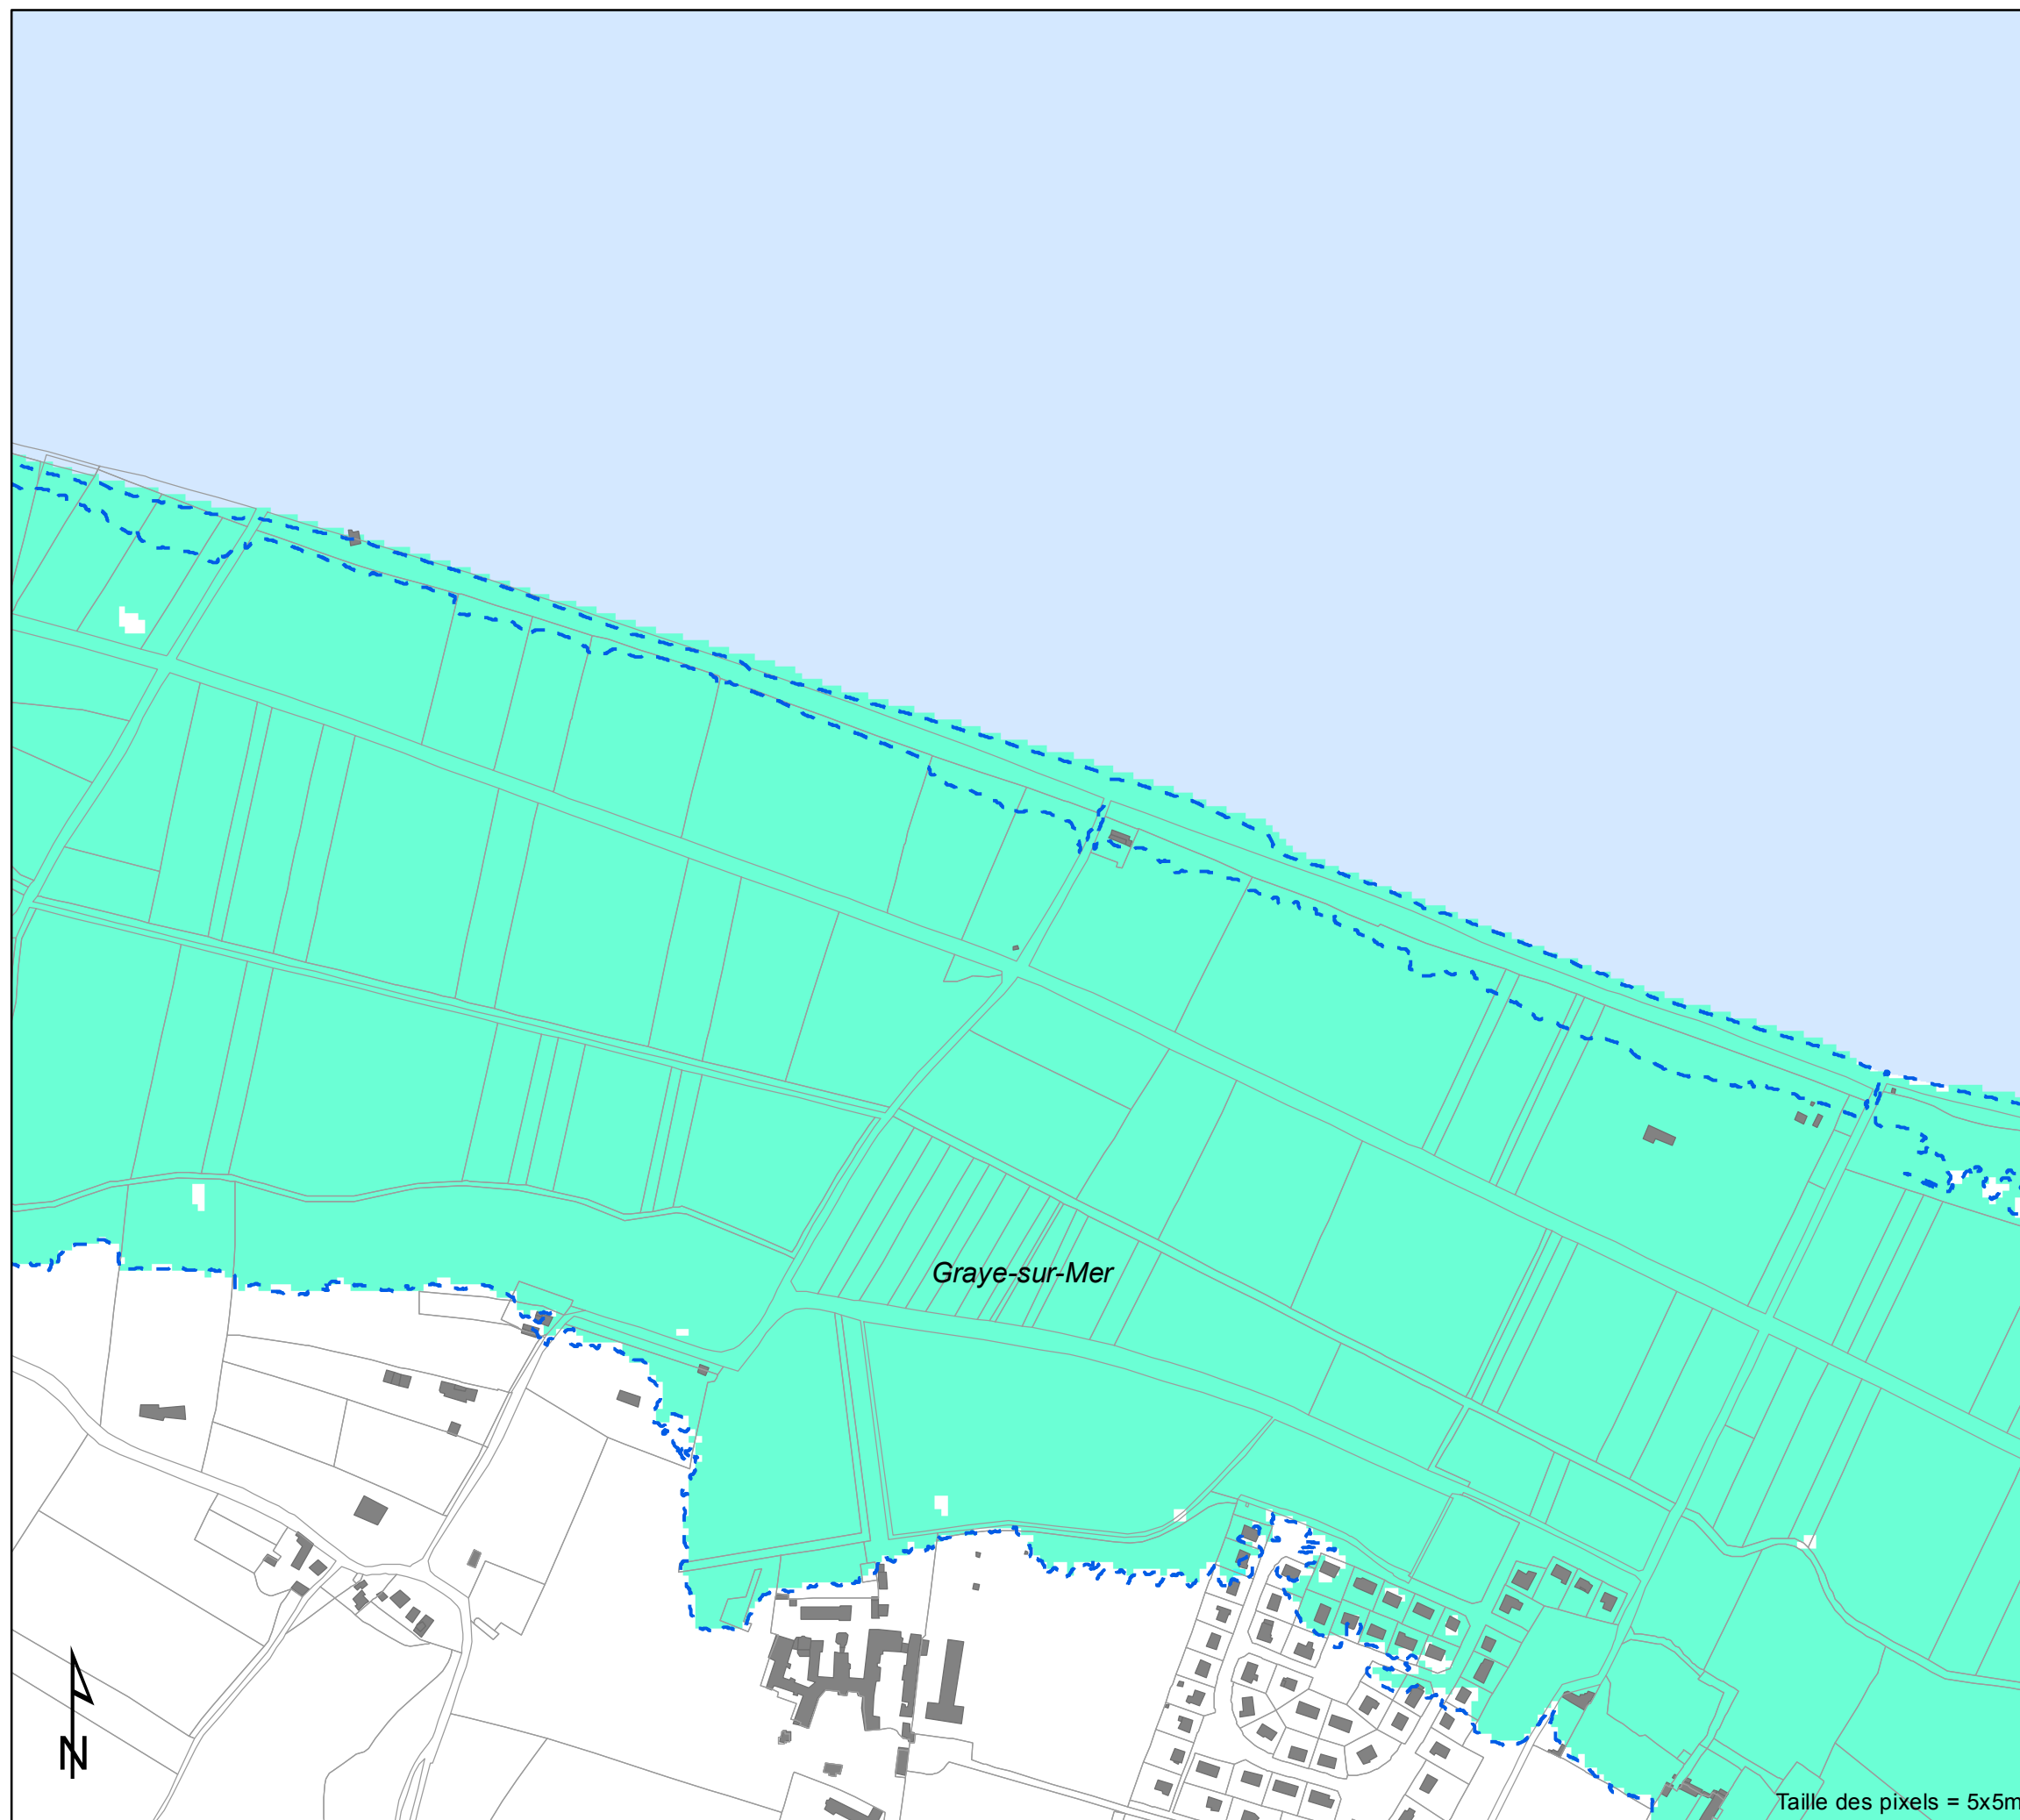 Graye-sur-Mer
N
Taille des pixels = 5x5m